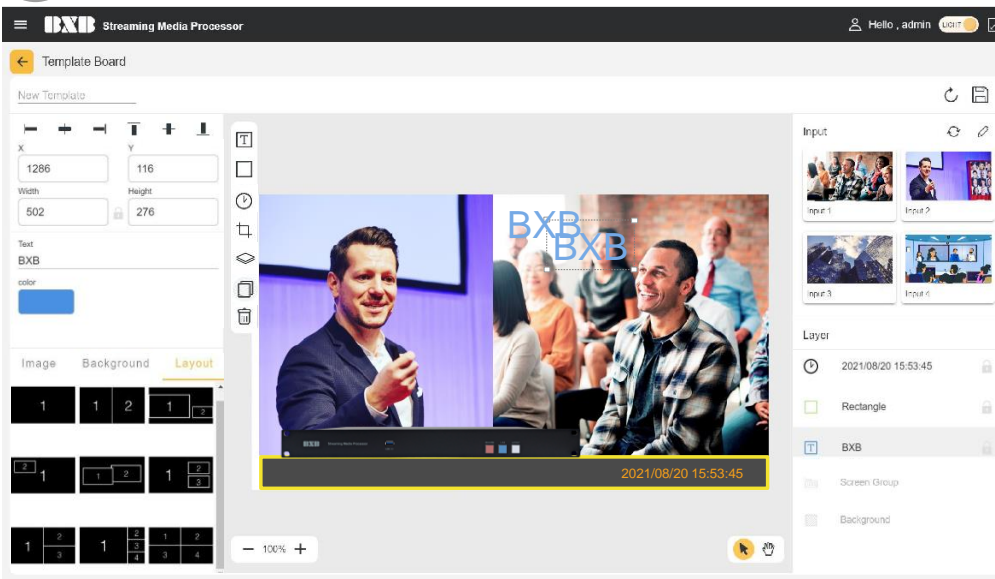 BXB Streaming Media Processor
Hello , admin
LIGHT
Template Board
New Template
X
Y
1286
116
Width
Height
502
276
Text
BXB
color
Image Background Layout
1
1 2
1 2
2 1
1 2
1 2 3
1 2 3
1 2 3 4
1 2 3 4
T
BXB
BXB
BXB Streaming Media Processor
2021/08/20 15:53:45
100%
Input
Input 1
Input 2
Input 3
Input 4
Layer
2021/08/20 15:53:45
Rectangle
T BXB
Screen Group
Background